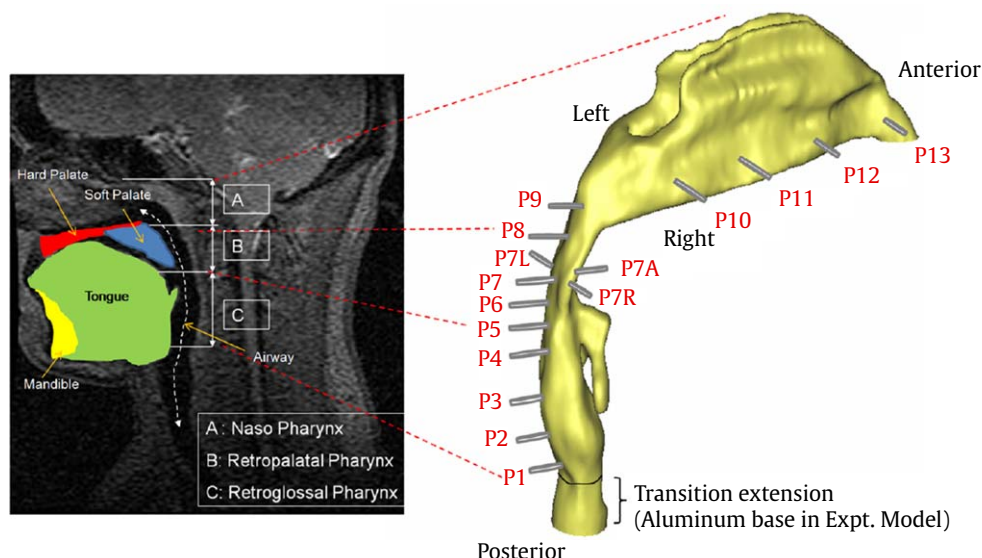 Hard Palate
Soft Palate
Tongue
Mandible
Airway
A
B
C
A : Naso Pharynx
B: Retropalatal Pharynx
C: Retroglossal Pharynx
Anterior
Left
P13
P12
P11
P10
Right
P9
P8
P7L
P7A
P7
P7R
P6
P5
P4
P3
P2
P1
Transition extension
(Aluminum base in Expt. Model)
Posterior